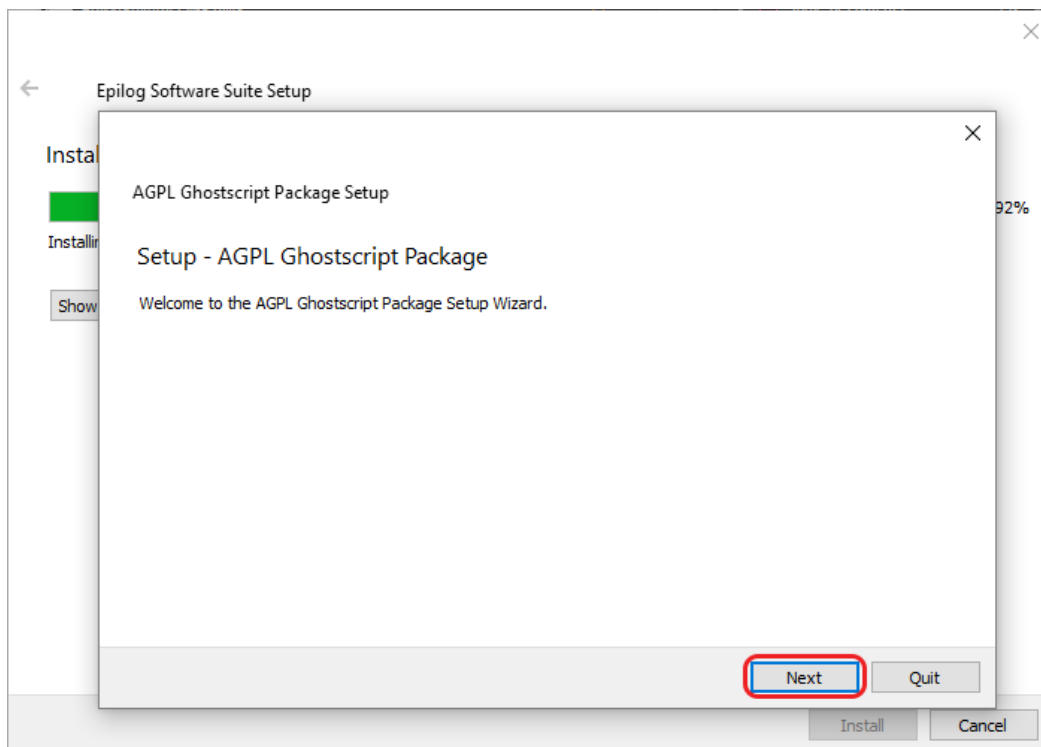 Epilog Software Suite Setup
Instal
92%
Installin
Show
AGPL Ghostscript Package Setup
Setup - AGPL Ghostscript Package
Welcome to the AGPL Ghostscript Package Setup Wizard.
Next
Quit
Install
Cancel